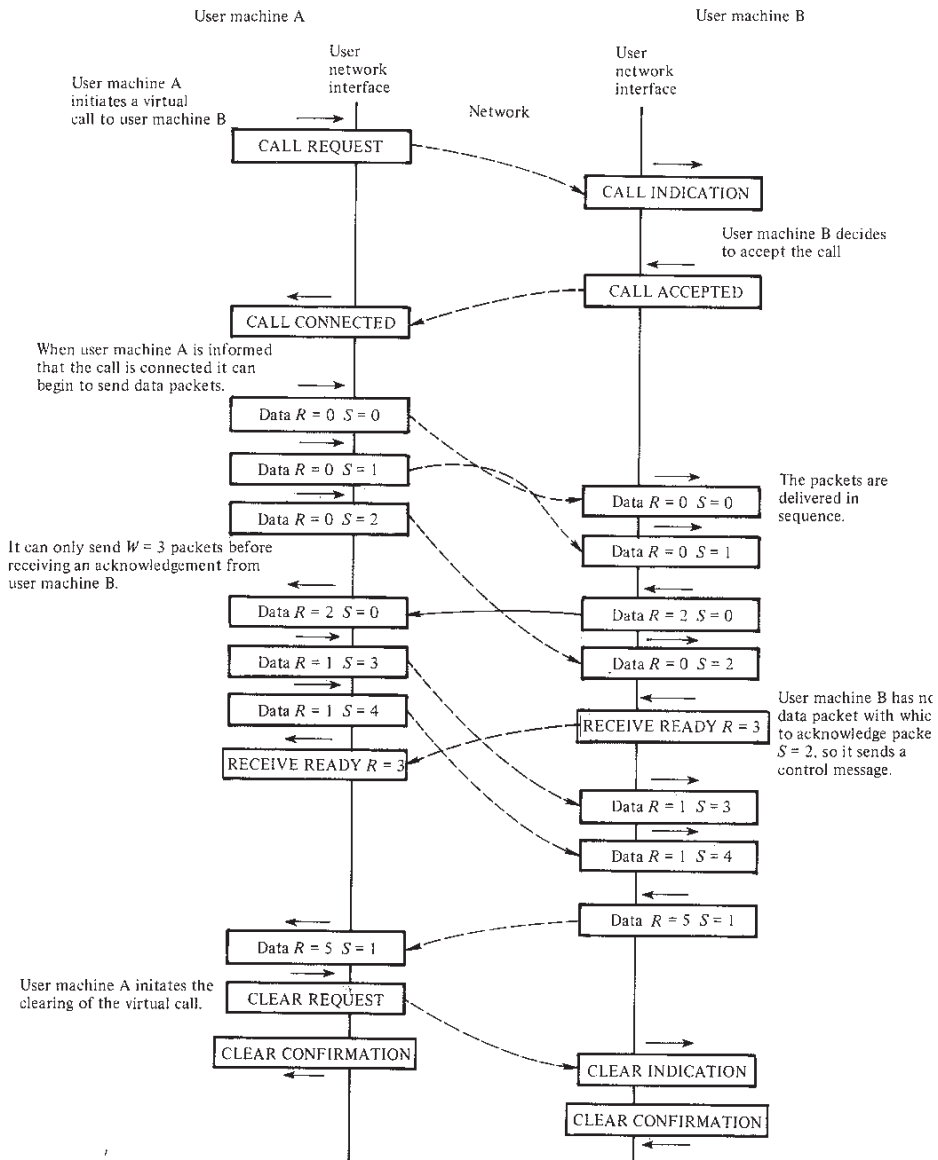 User machine A
User machine B
User
network
interface
User
network
interface
User machine A
initiates a virtual
call to user machine B
Network
CALL REQUEST
CALL INDICATION
User machine B decides
to accept the call
CALL ACCEPTED
CALL CONNECTED
When user machine A is informed
that the call is connected it can
begin to send data packets.
Data R = 0 S = 0
Data R = 0 S = 1
The packets are
delivered in
sequence.
Data R = 0 S = 0
Data R = 0 S = 2
Data R = 0 S = 1
It can only send W = 3 packets before
receiving an acknowledgement from
user machine B.
Data R = 2 S = 0
Data R = 2 S = 0
Data R = 1 S = 3
Data R = 0 S = 2
Data R = 1 S = 4
User machine B has
data packet with
to acknowledge
S = 2, so it sends a
control message.
RECEIVE READY R = 3
RECEIVE READY R = 3
Data R = 1 S = 3
Data R = 1 S = 4
Data R = 5 S = 1
Data R = 5 S = 1
User machine A initates the
clearing of the virtual call.
CLEAR REQUEST
CLEAR CONFIRMATION
CLEAR INDICATION
CLEAR CONFIRMATION